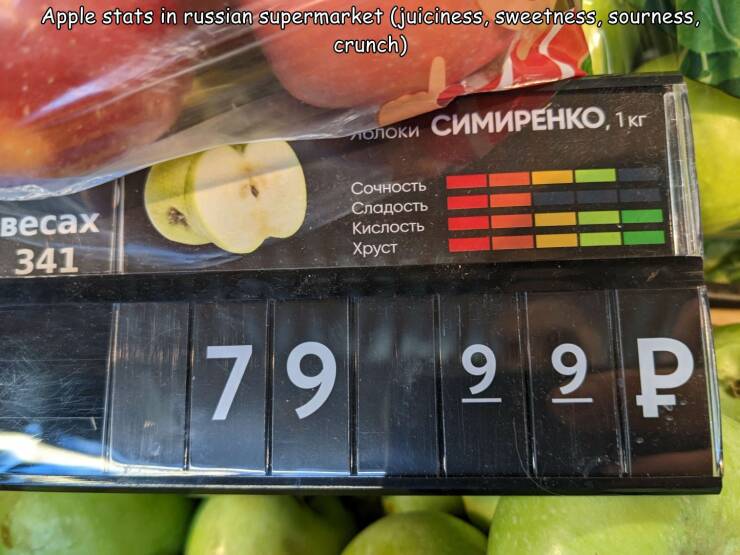 Apple stats in russian supermarket (juiciness, sweetness, sourness,
crunch)
СИМИРЕНКО, 1 кг
Сочность
Сладость
Кислость
Хруст
весах
341
79 99 ₽